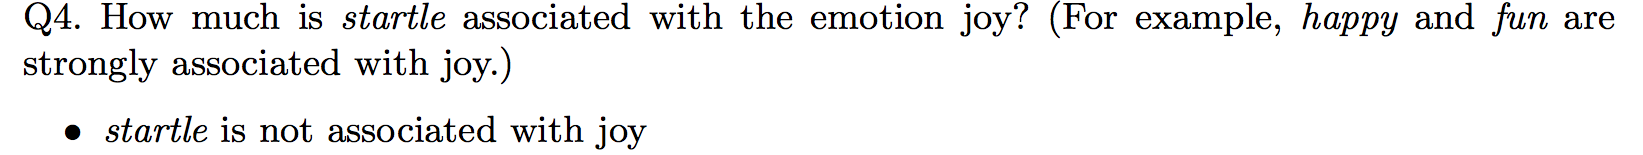 Q4. How much is startle associated with the emotion joy? (For example, happy and fun are
strongly associated with joy.)
• startle is not associated with joy